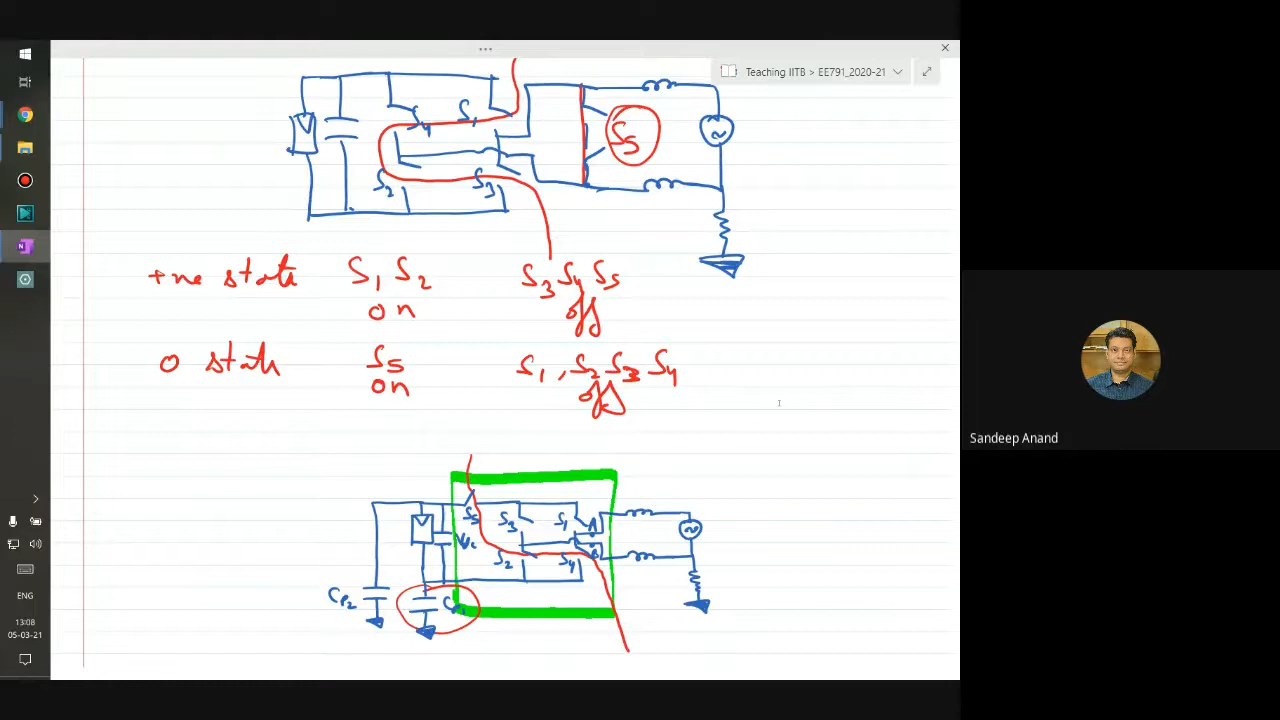 Teaching IITB > EE791_2020-21
S4 S1
S5
S2 S3
+ve state S1 S2 S3 S4 S5
on off
0 state S5 S1, S2 S3 S4
on off
S5 S3 S1 A
B
S2 S4
CP2
Sandeep Anand
ENG
13:08
05-03-21